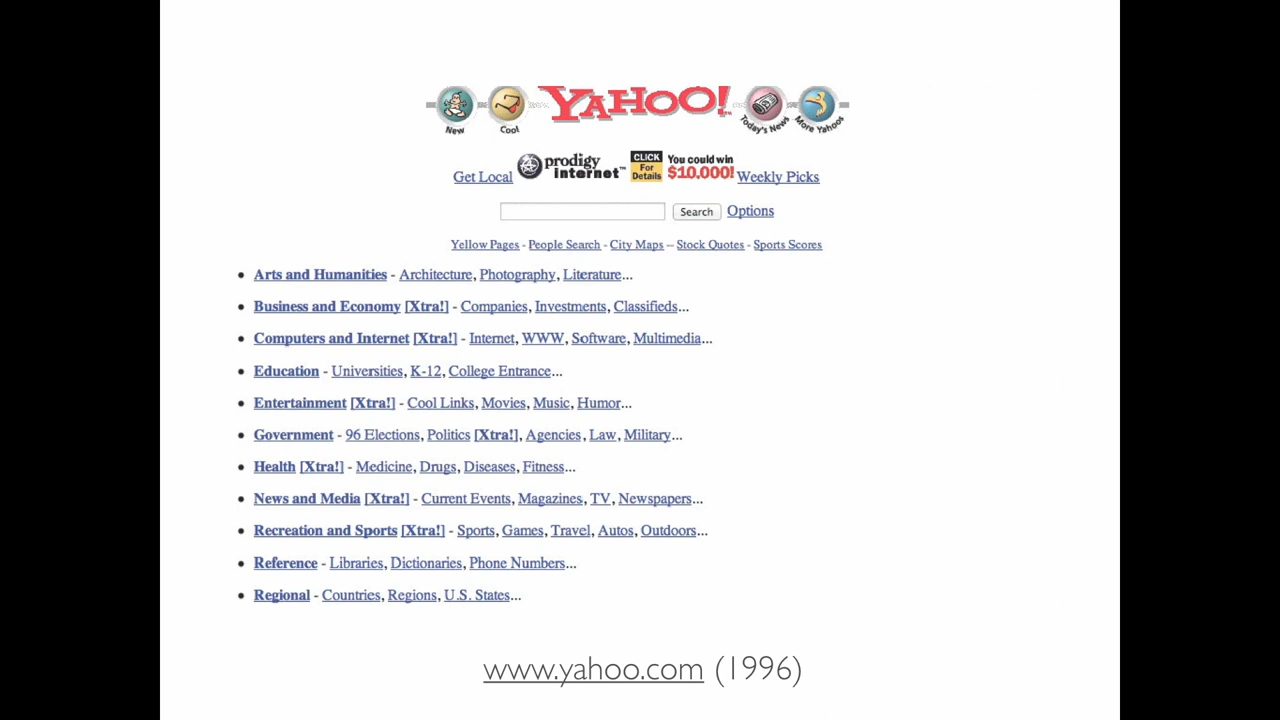 YAHOO!™
New
Cool
Today's News
More Yahoos
Get Local
prodigy internet™
CLICK For Details
You could win $10,000!
Weekly Picks
Search
Options
Yellow Pages - People Search - City Maps -- Stock Quotes - Sports Scores
• Arts and Humanities - Architecture, Photography, Literature...
• Business and Economy [Xtra!] - Companies, Investments, Classifieds...
• Computers and Internet [Xtra!] - Internet, WWW, Software, Multimedia...
• Education - Universities, K-12, College Entrance...
• Entertainment [Xtra!] - Cool Links, Movies, Music, Humor...
• Government - 96 Elections, Politics [Xtra!], Agencies, Law, Military...
• Health [Xtra!] - Medicine, Drugs, Diseases, Fitness...
• News and Media [Xtra!] - Current Events, Magazines, TV, Newspapers...
• Recreation and Sports [Xtra!] - Sports, Games, Travel, Autos, Outdoors...
• Reference - Libraries, Dictionaries, Phone Numbers...
• Regional - Countries, Regions, U.S. States...
www.yahoo.com (1996)